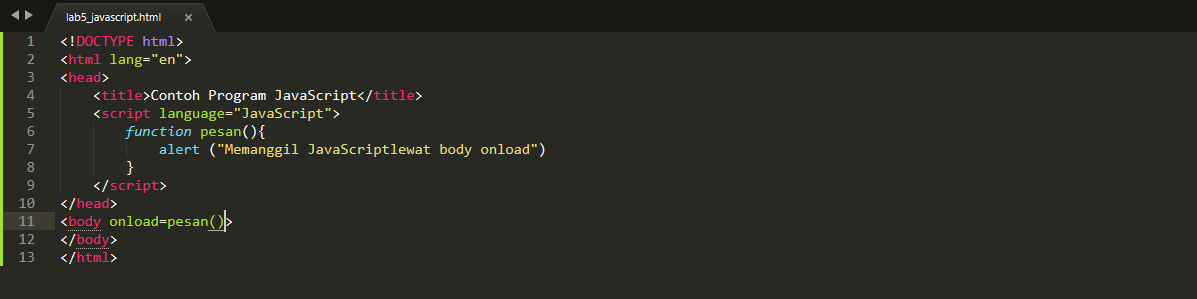 lab5_javascript.html ×
1 <!DOCTYPE html>
2 <html lang="en">
3 <head>
4     <title>Contoh Program JavaScript</title>
5     <script language="JavaScript">
6         function pesan(){
7             alert ("Memanggil JavaScriptlewat body onload")
8         }
9     </script>
10 </head>
11 <body onload=pesan()>
12 </body>
13 </html>